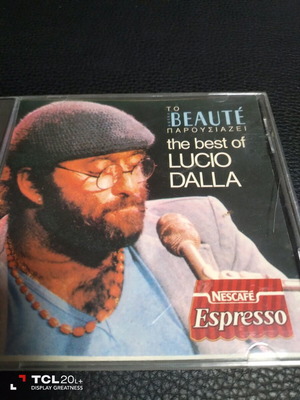 ΤΟ
BEAUTÉ
ΠΑΡΟΥΣΙΑΖΕΙ
the best of
LUCIO
DALLA
NESCAFÉ
Espresso
TCL 20L+
DISPLAY GREATNESS